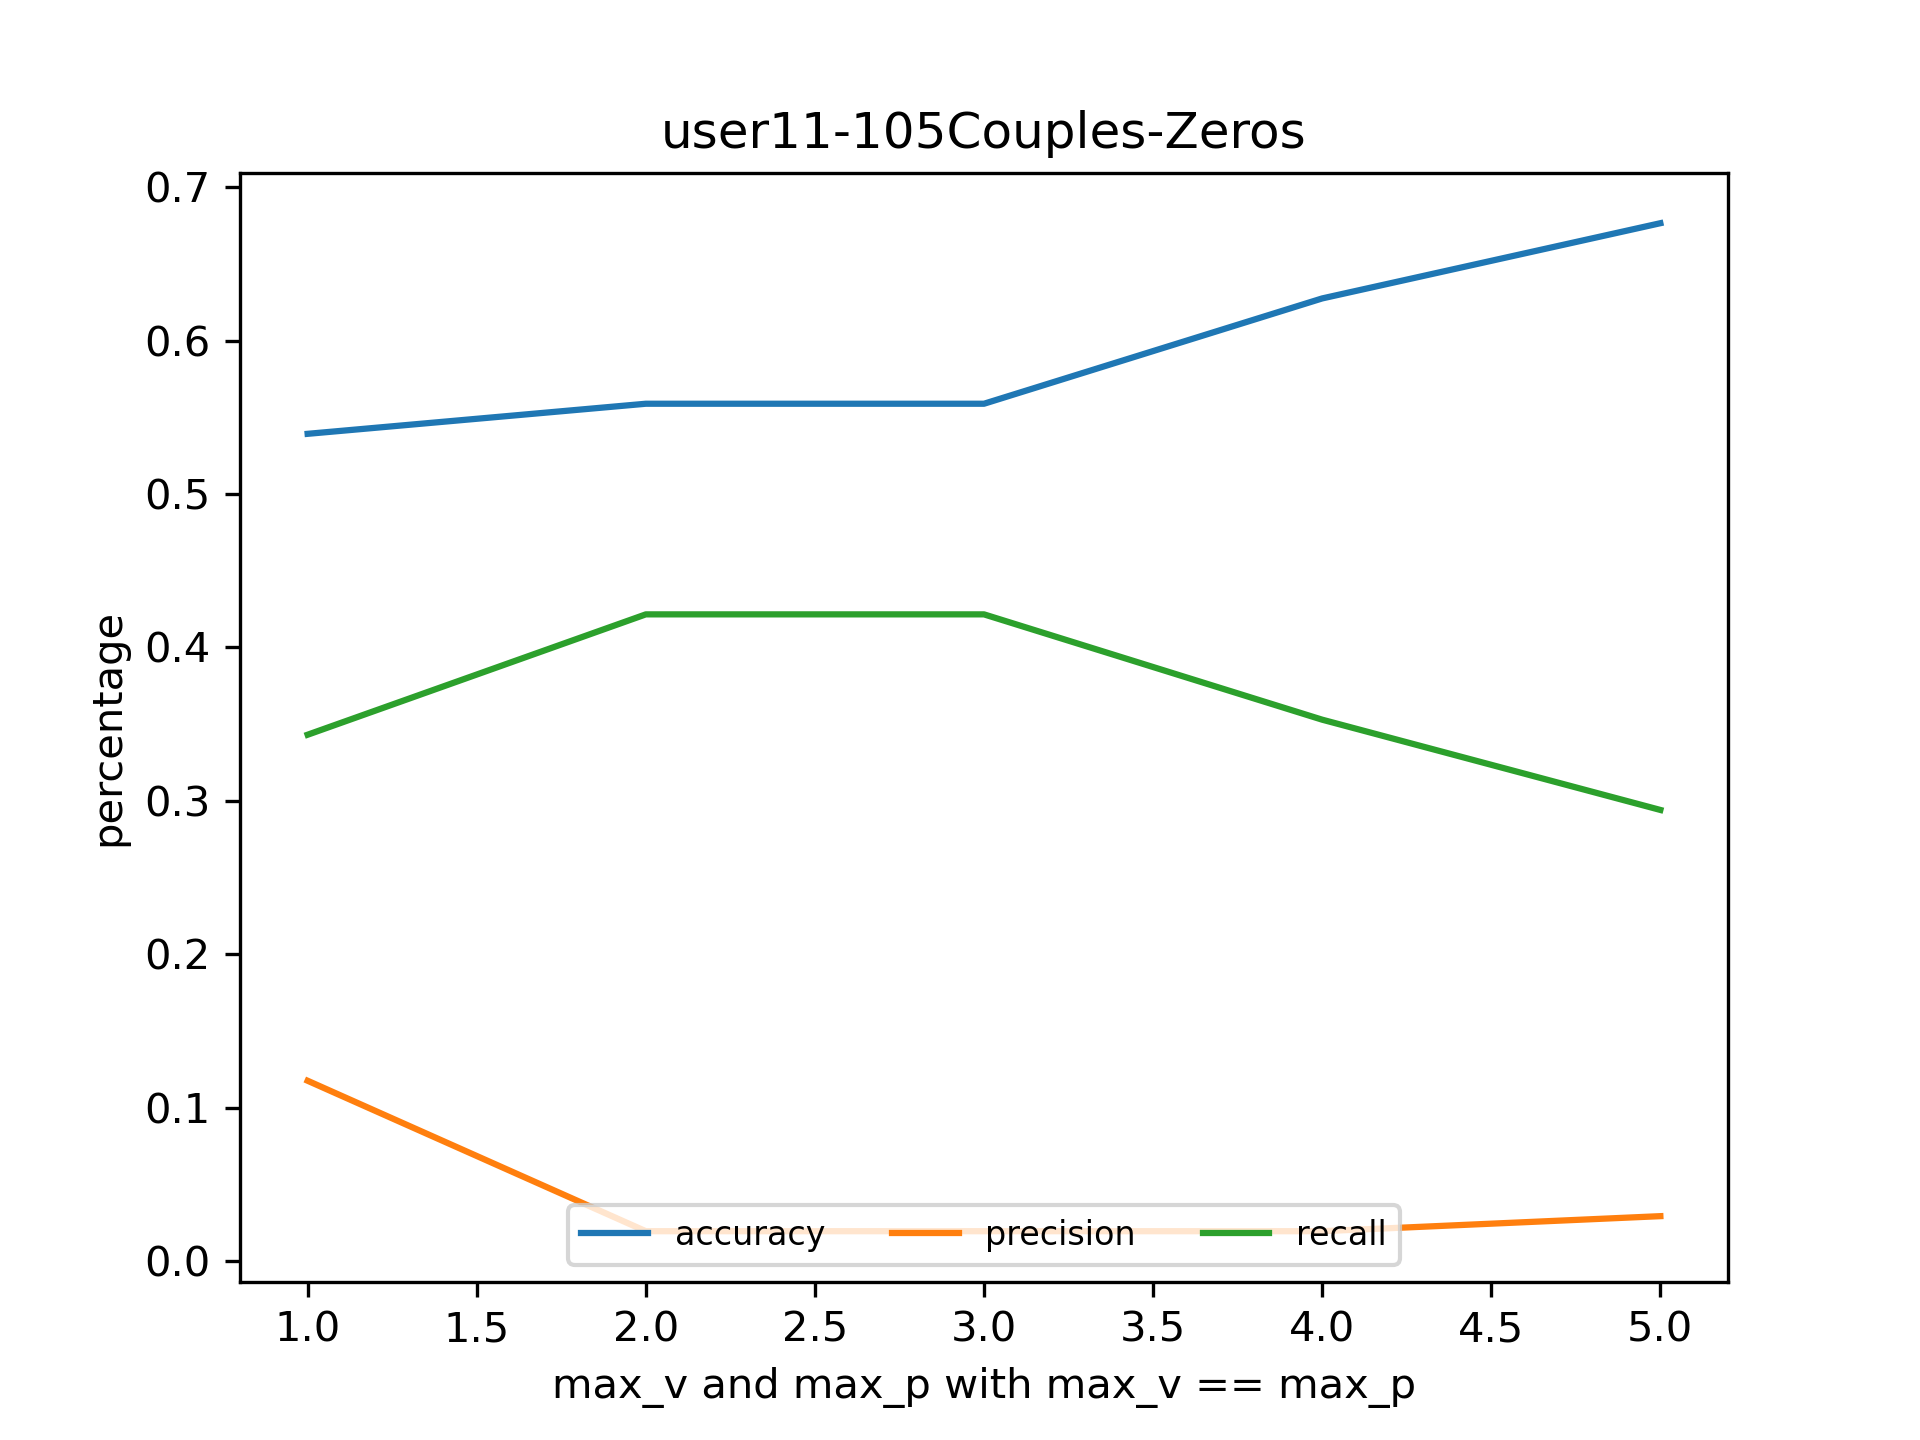 user11-105Couples-Zeros
0.7
0.6
0.5
0.4
0.3
0.2
0.1
0.0
percentage
accuracy precision recall
1.0 1.5 2.0 2.5 3.0 3.5 4.0 4.5 5.0
max_v and max_p with max_v == max_p